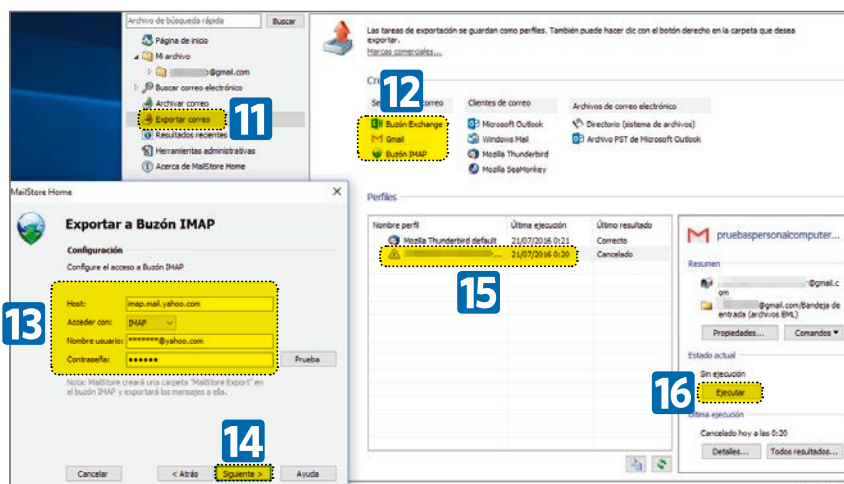 Archivo de búsqueda rápida
Buscar
Página de inicio
Mi archivo
@gmail.com
Buscar correo electrónico
Archivar correo
Exportar correo
Resultados recientes
Herramientas administrativas
Acerca de MailStore Home
11
Las tareas de exportación se guardan como perfiles. También puede hacer clic con el botón derecho en la carpeta que desea
exportar.
Marcas comerciales...
12
correo
Clientes de correo
Archivos de correo electrónico
Buzón Exchange
Microsoft Outlook
Directorio (sistema de archivos)
Gmail
Windows Mail
Archivo PST de Microsoft Outlook
Buzón IMAP
Mozilla Thunderbird
Mozilla SeaMonkey
Perfiles
Nombre perfil
Última ejecución
Último resultado
Mozilla Thunderbird default
21/07/2016 0:21
Correcto
...
21/07/2016 0:20
Cancelado
15
pruebaspersonalcomputer...
Resumen
@gmail.c
om
@gmail.com/Bandeja de
entrada (archivos EML)
Propiedades...
Comandos
Estado actual
Sin ejecución
16
Ejecutar
Última ejecución
Cancelado hoy a las 0:20
Detalles...
Todos resultados...
MailStore Home
Exportar a Buzón IMAP
Configuración
Configure el acceso a Buzón IMAP
13
Host:
imap.mail.yahoo.com
Acceder con:
IMAP
Nombre usuario:
*******@yahoo.com
Contraseña:
●●●●●●
Prueba
Nota: MailStore creará una carpeta "MailStore Export" en
el buzón IMAP y exportará los mensajes a ella.
14
Cancelar
< Atrás
Siguiente >
Ayuda